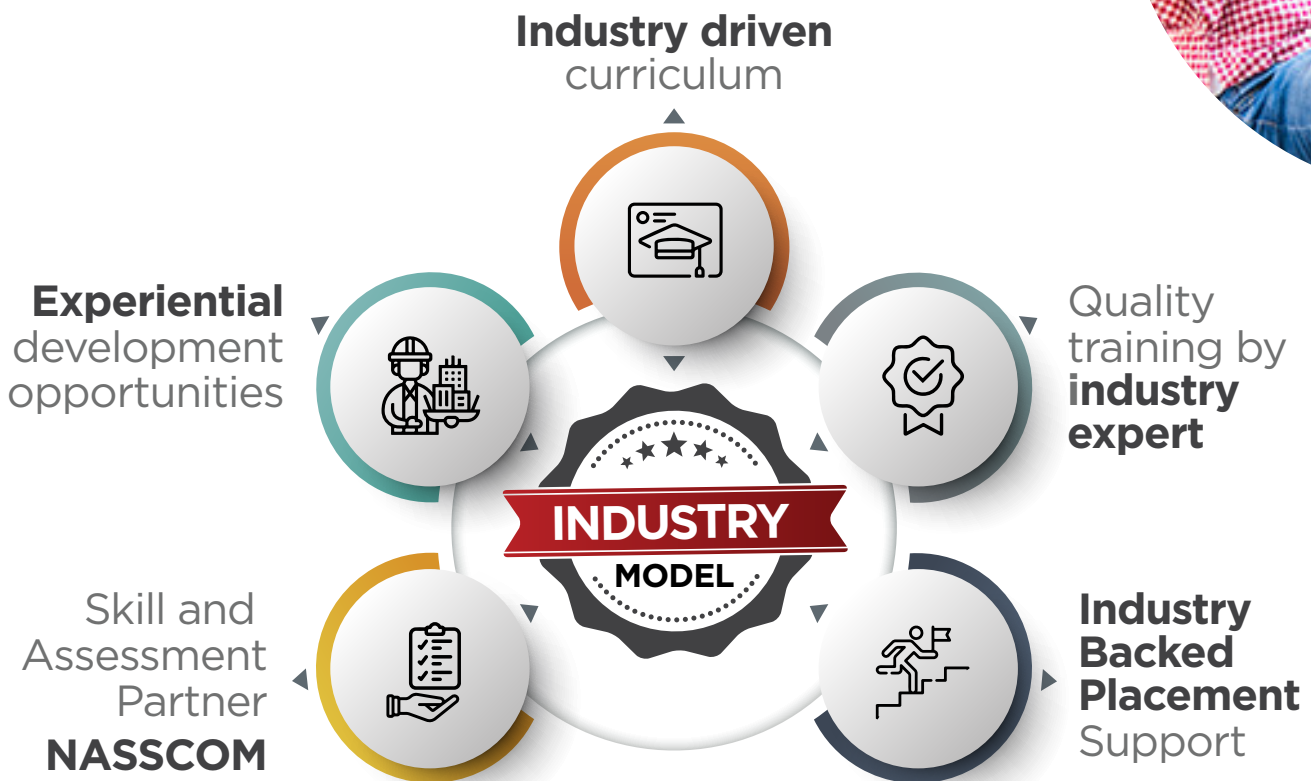 Industry driven
curriculum
Experiential
development
opportunities
Quality
training by
industry
expert
INDUSTRY
MODEL
Skill and
Assessment
Partner
NASSCOM
Industry
Backed
Placement
Support